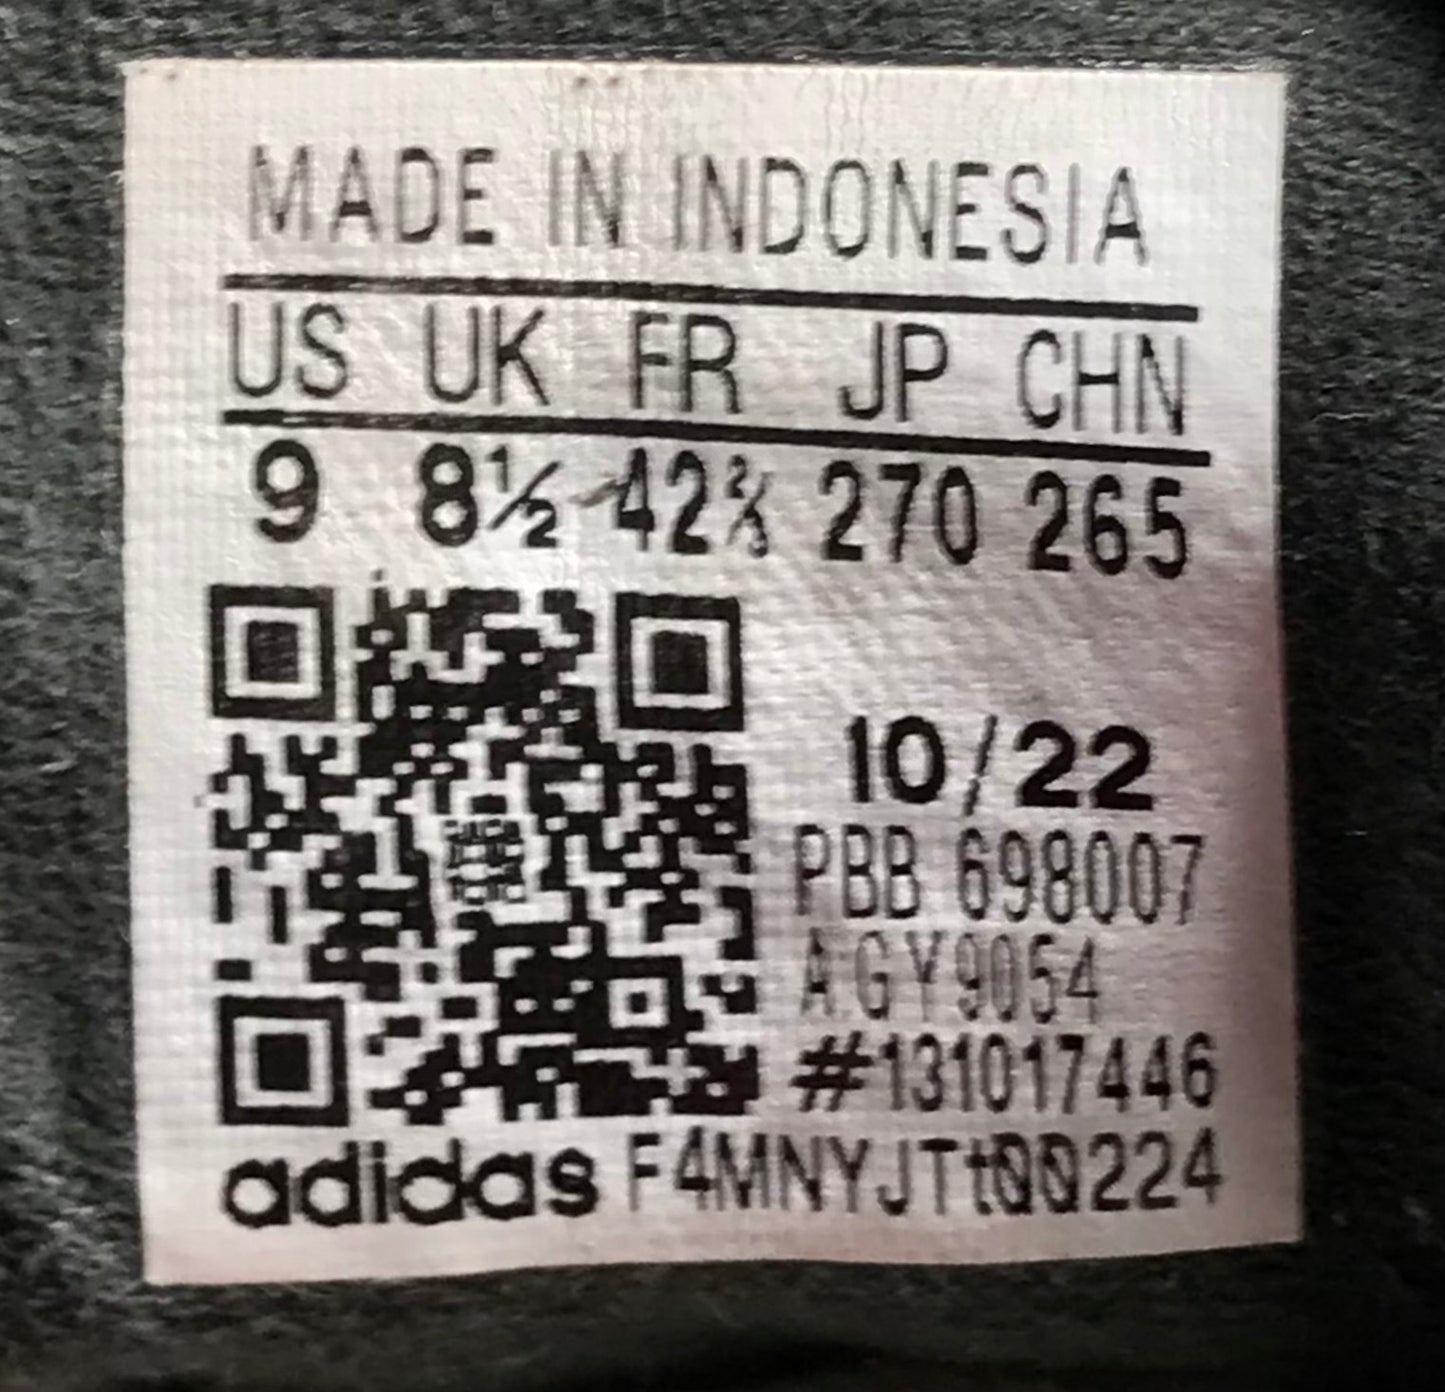 MADE IN INDONESIA
US UK FR JP CHN
9 8½ 42⅔ 270 265
10/22
PBB 698007
A:GY9054
#131017446
adidas F4MNYJTt00224